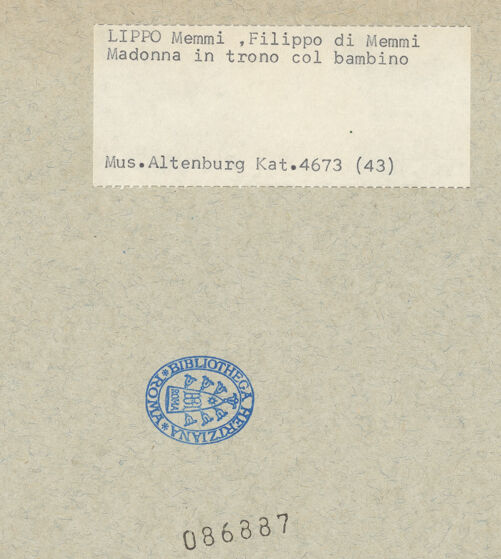 LIPPO Memmi ,Filippo di Memmi
Madonna in trono col bambino
Mus.Altenburg Kat.4673 (43)
*BIBLIOTHECA HERTZIANA*ROMA
ROMA
086887